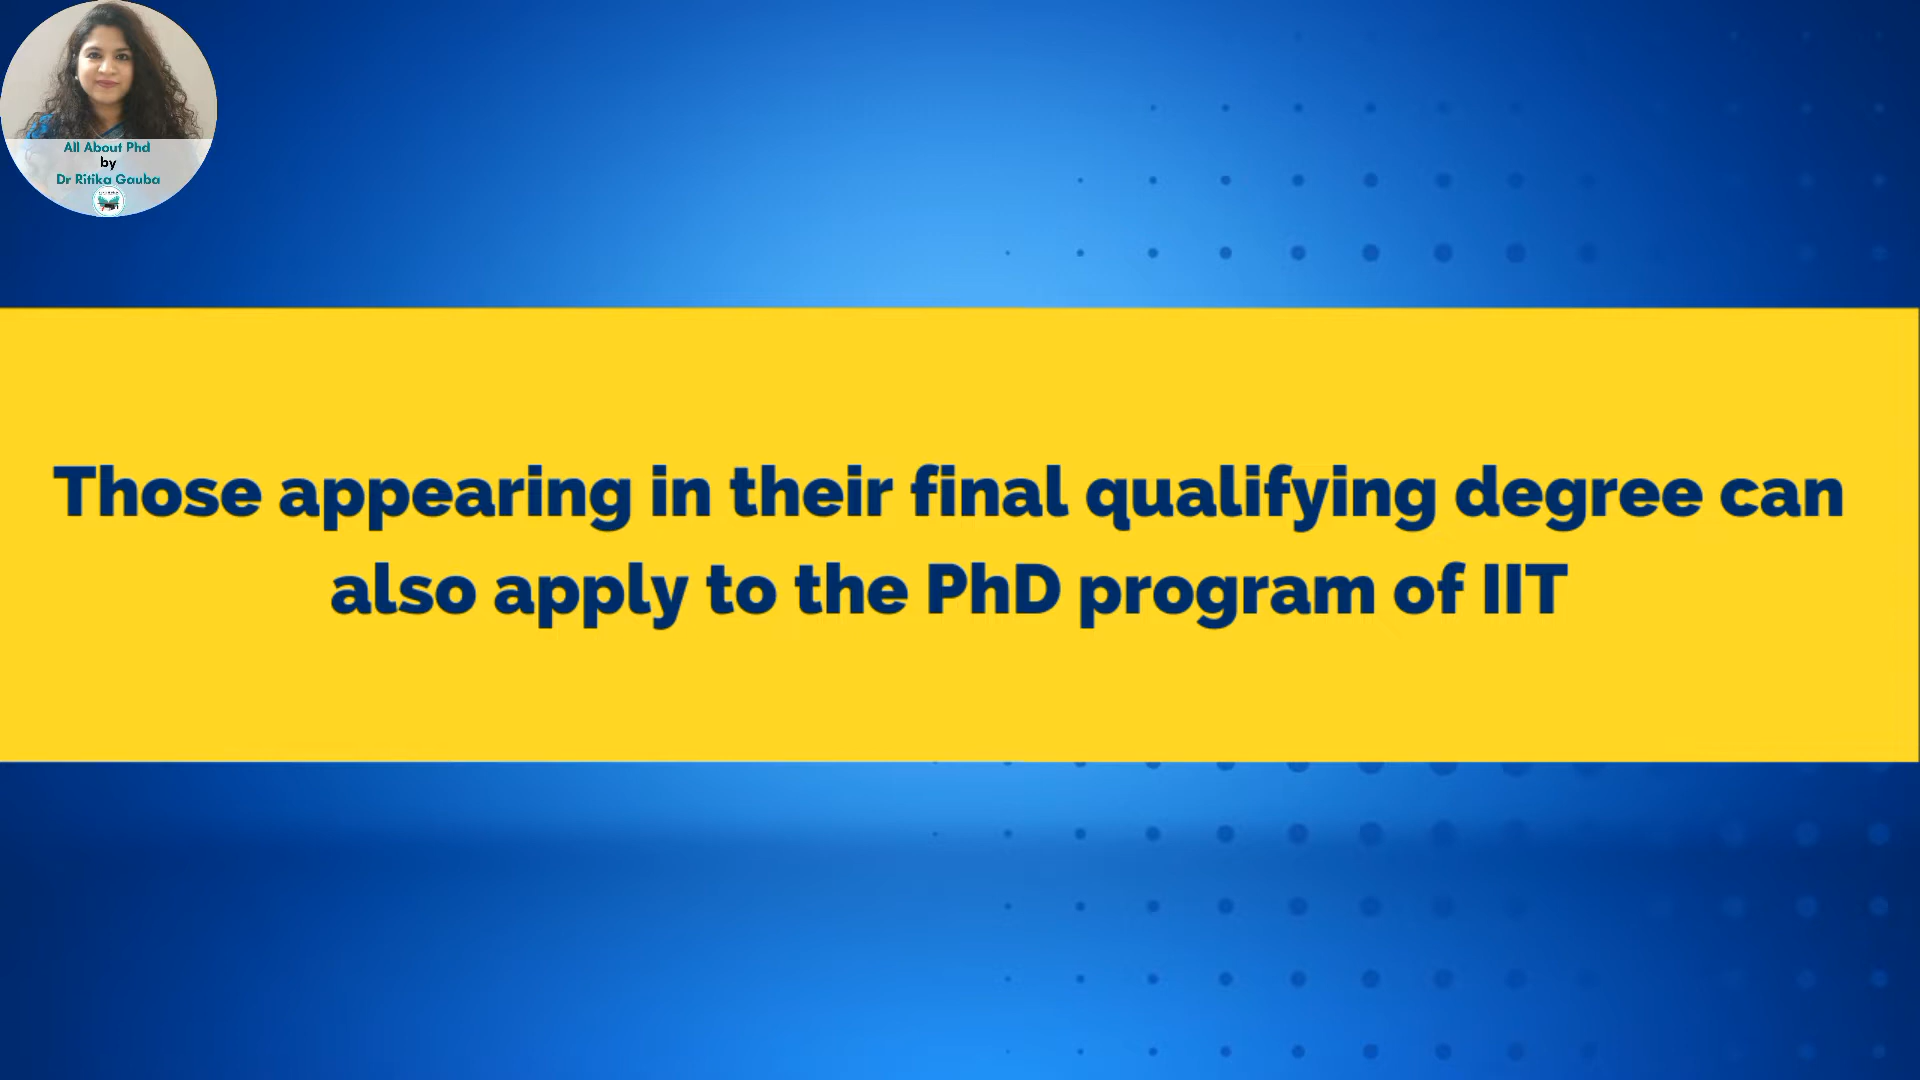 All About Phd
by
Dr Ritika Gauba
Those appearing in their final qualifying degree can
also apply to the PhD program of IIT